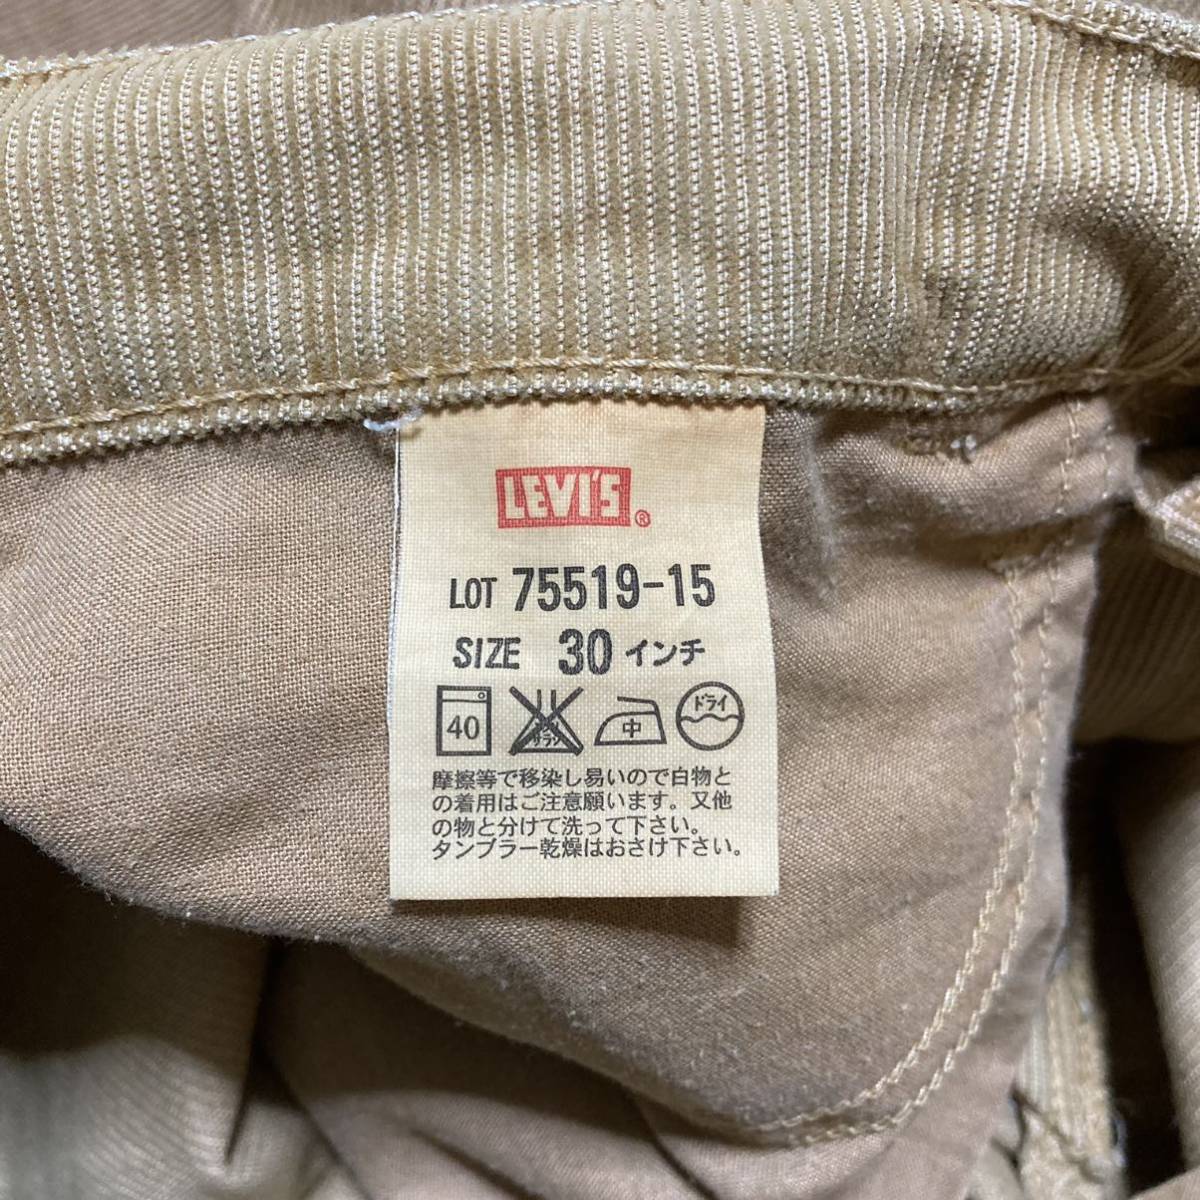 LEVI'S®
LOT 75519-15
SIZE 30 インチ
40 サラシ 中 ドライ
摩擦等で移染し易いので白物と
の着用はご注意願います。又他
の物と分けて洗って下さい。
タンブラー乾燥はおさけ下さい。